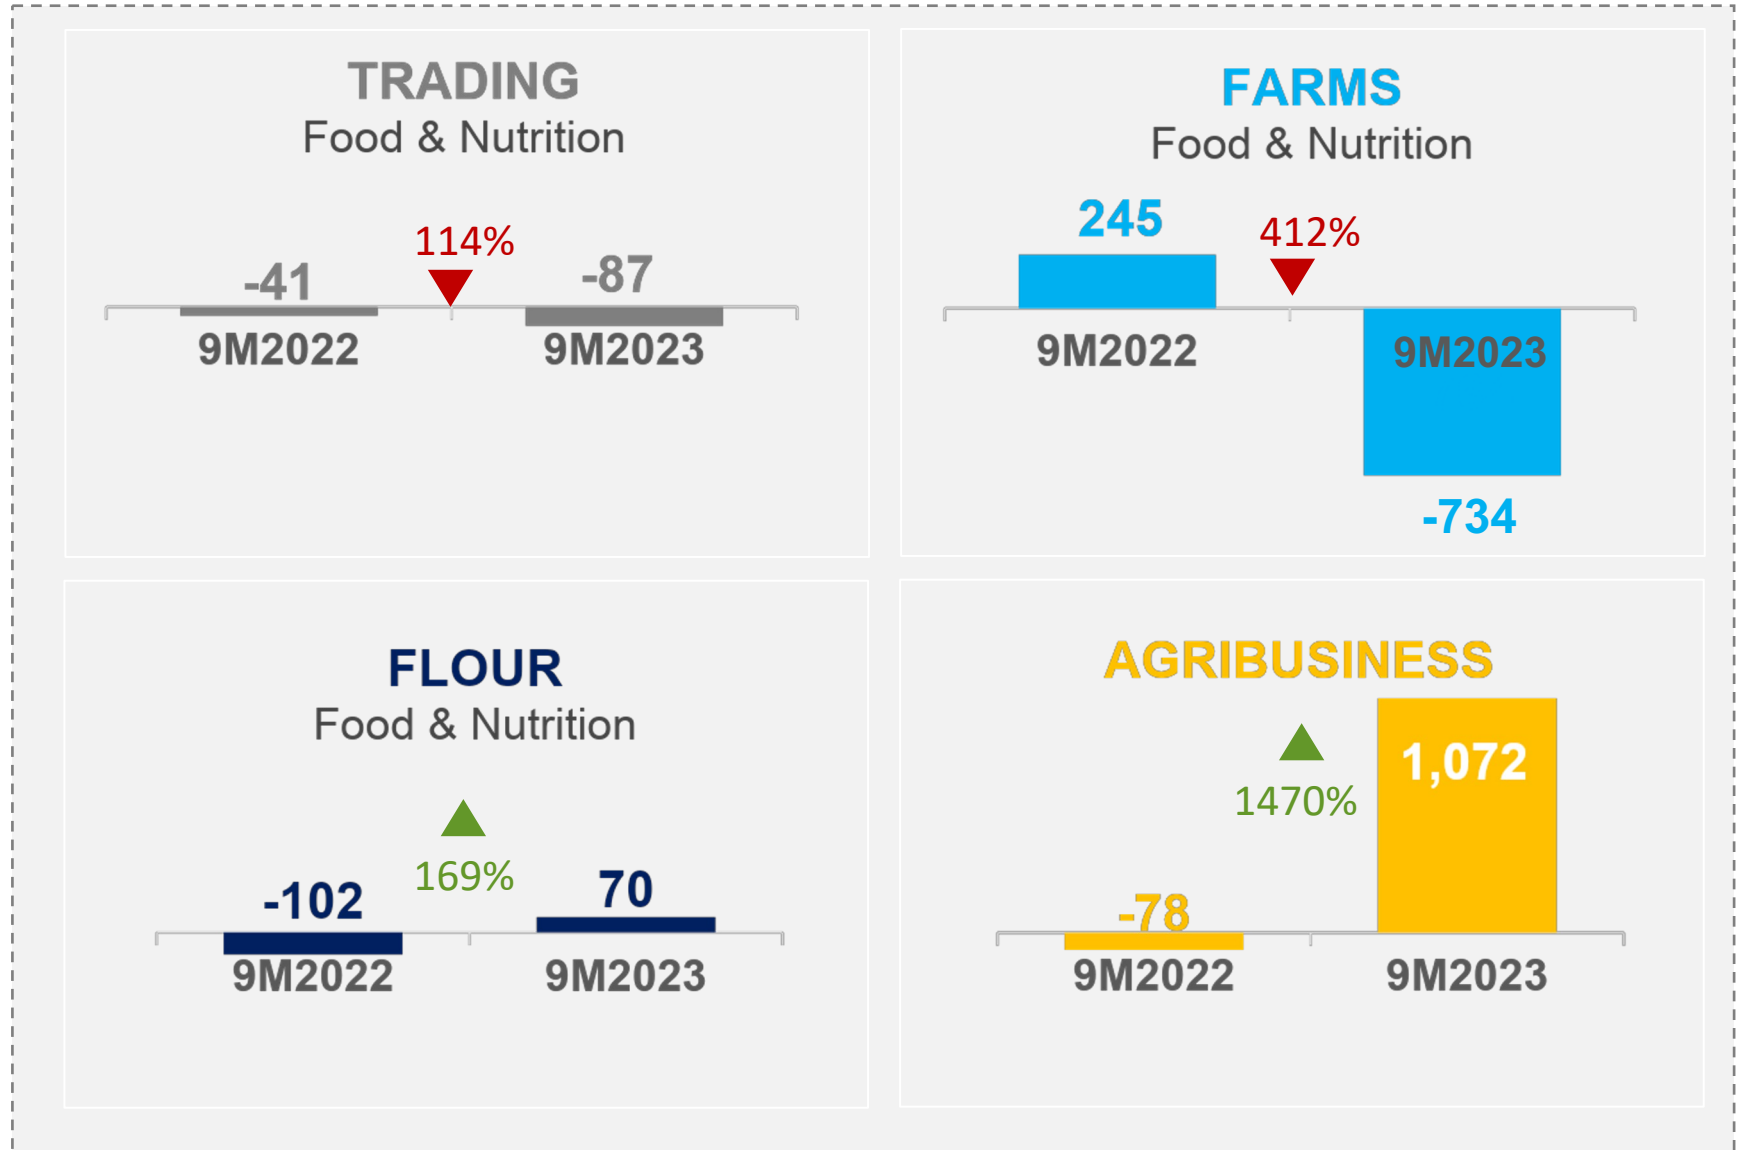 TRADING
Food & Nutrition
114%
-41
-87
9M2022
9M2023
FARMS
Food & Nutrition
245
412%
9M2022
9M2023
-734
FLOUR
Food & Nutrition
169%
-102
70
9M2022
9M2023
AGRIBUSINESS
1,072
1470%
-78
9M2022
9M2023